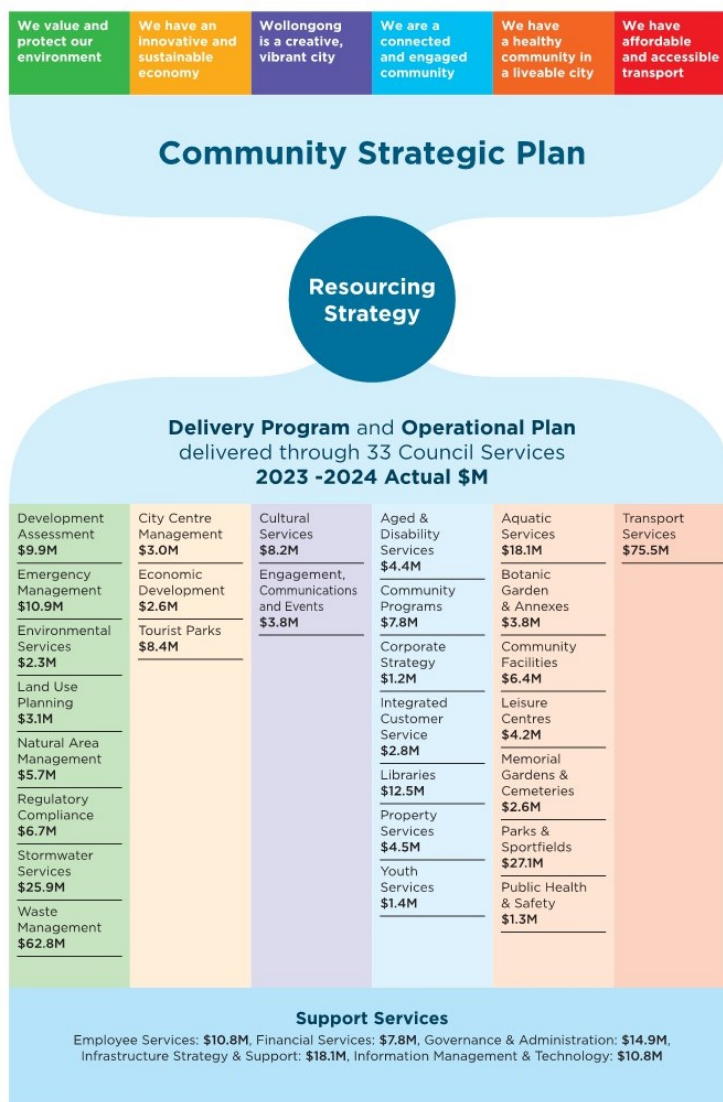 We value and
protect our
environment
We have an
innovative and
sustainable
economy
Wollongong
is a creative,
vibrant city
We are a
connected
and engaged
community
We have
a healthy
community in
a liveable city
We have
affordable
and accessible
transport
Community Strategic Plan
Resourcing
Strategy
Delivery Program and Operational Plan
delivered through 33 Council Services
2023 -2024 Actual $M
Development
Assessment
$9.9M
Emergency
Management
$10.9M
Environmental
Services
$2.3M
Land Use
Planning
$3.1M
Natural Area
Management
$5.7M
Regulatory
Compliance
$6.7M
Stormwater
Services
$25.9M
Waste
Management
$62.8M
City Centre
Management
$3.0M
Economic
Development
$2.6M
Tourist Parks
$8.4M
Cultural
Services
$8.2M
Engagement,
Communications
and Events
$3.8M
Aged &
Disability
Services
$4.4M
Community
Programs
$7.8M
Corporate
Strategy
$1.2M
Integrated
Customer
Service
$2.8M
Libraries
$12.5M
Property
Services
$4.5M
Youth
Services
$1.4M
Aquatic
Services
$18.1M
Botanic
Garden
& Annexes
$3.8M
Community
Facilities
$6.4M
Leisure
Centres
$4.2M
Memorial
Gardens &
Cemeteries
$2.6M
Parks &
Sportfields
$27.1M
Public Health
& Safety
$1.3M
Transport
Services
$75.5M
Support Services
Employee Services: $10.8M, Financial Services: $7.8M, Governance & Administration: $14.9M,
Infrastructure Strategy & Support: $18.1M, Information Management & Technology: $10.8M